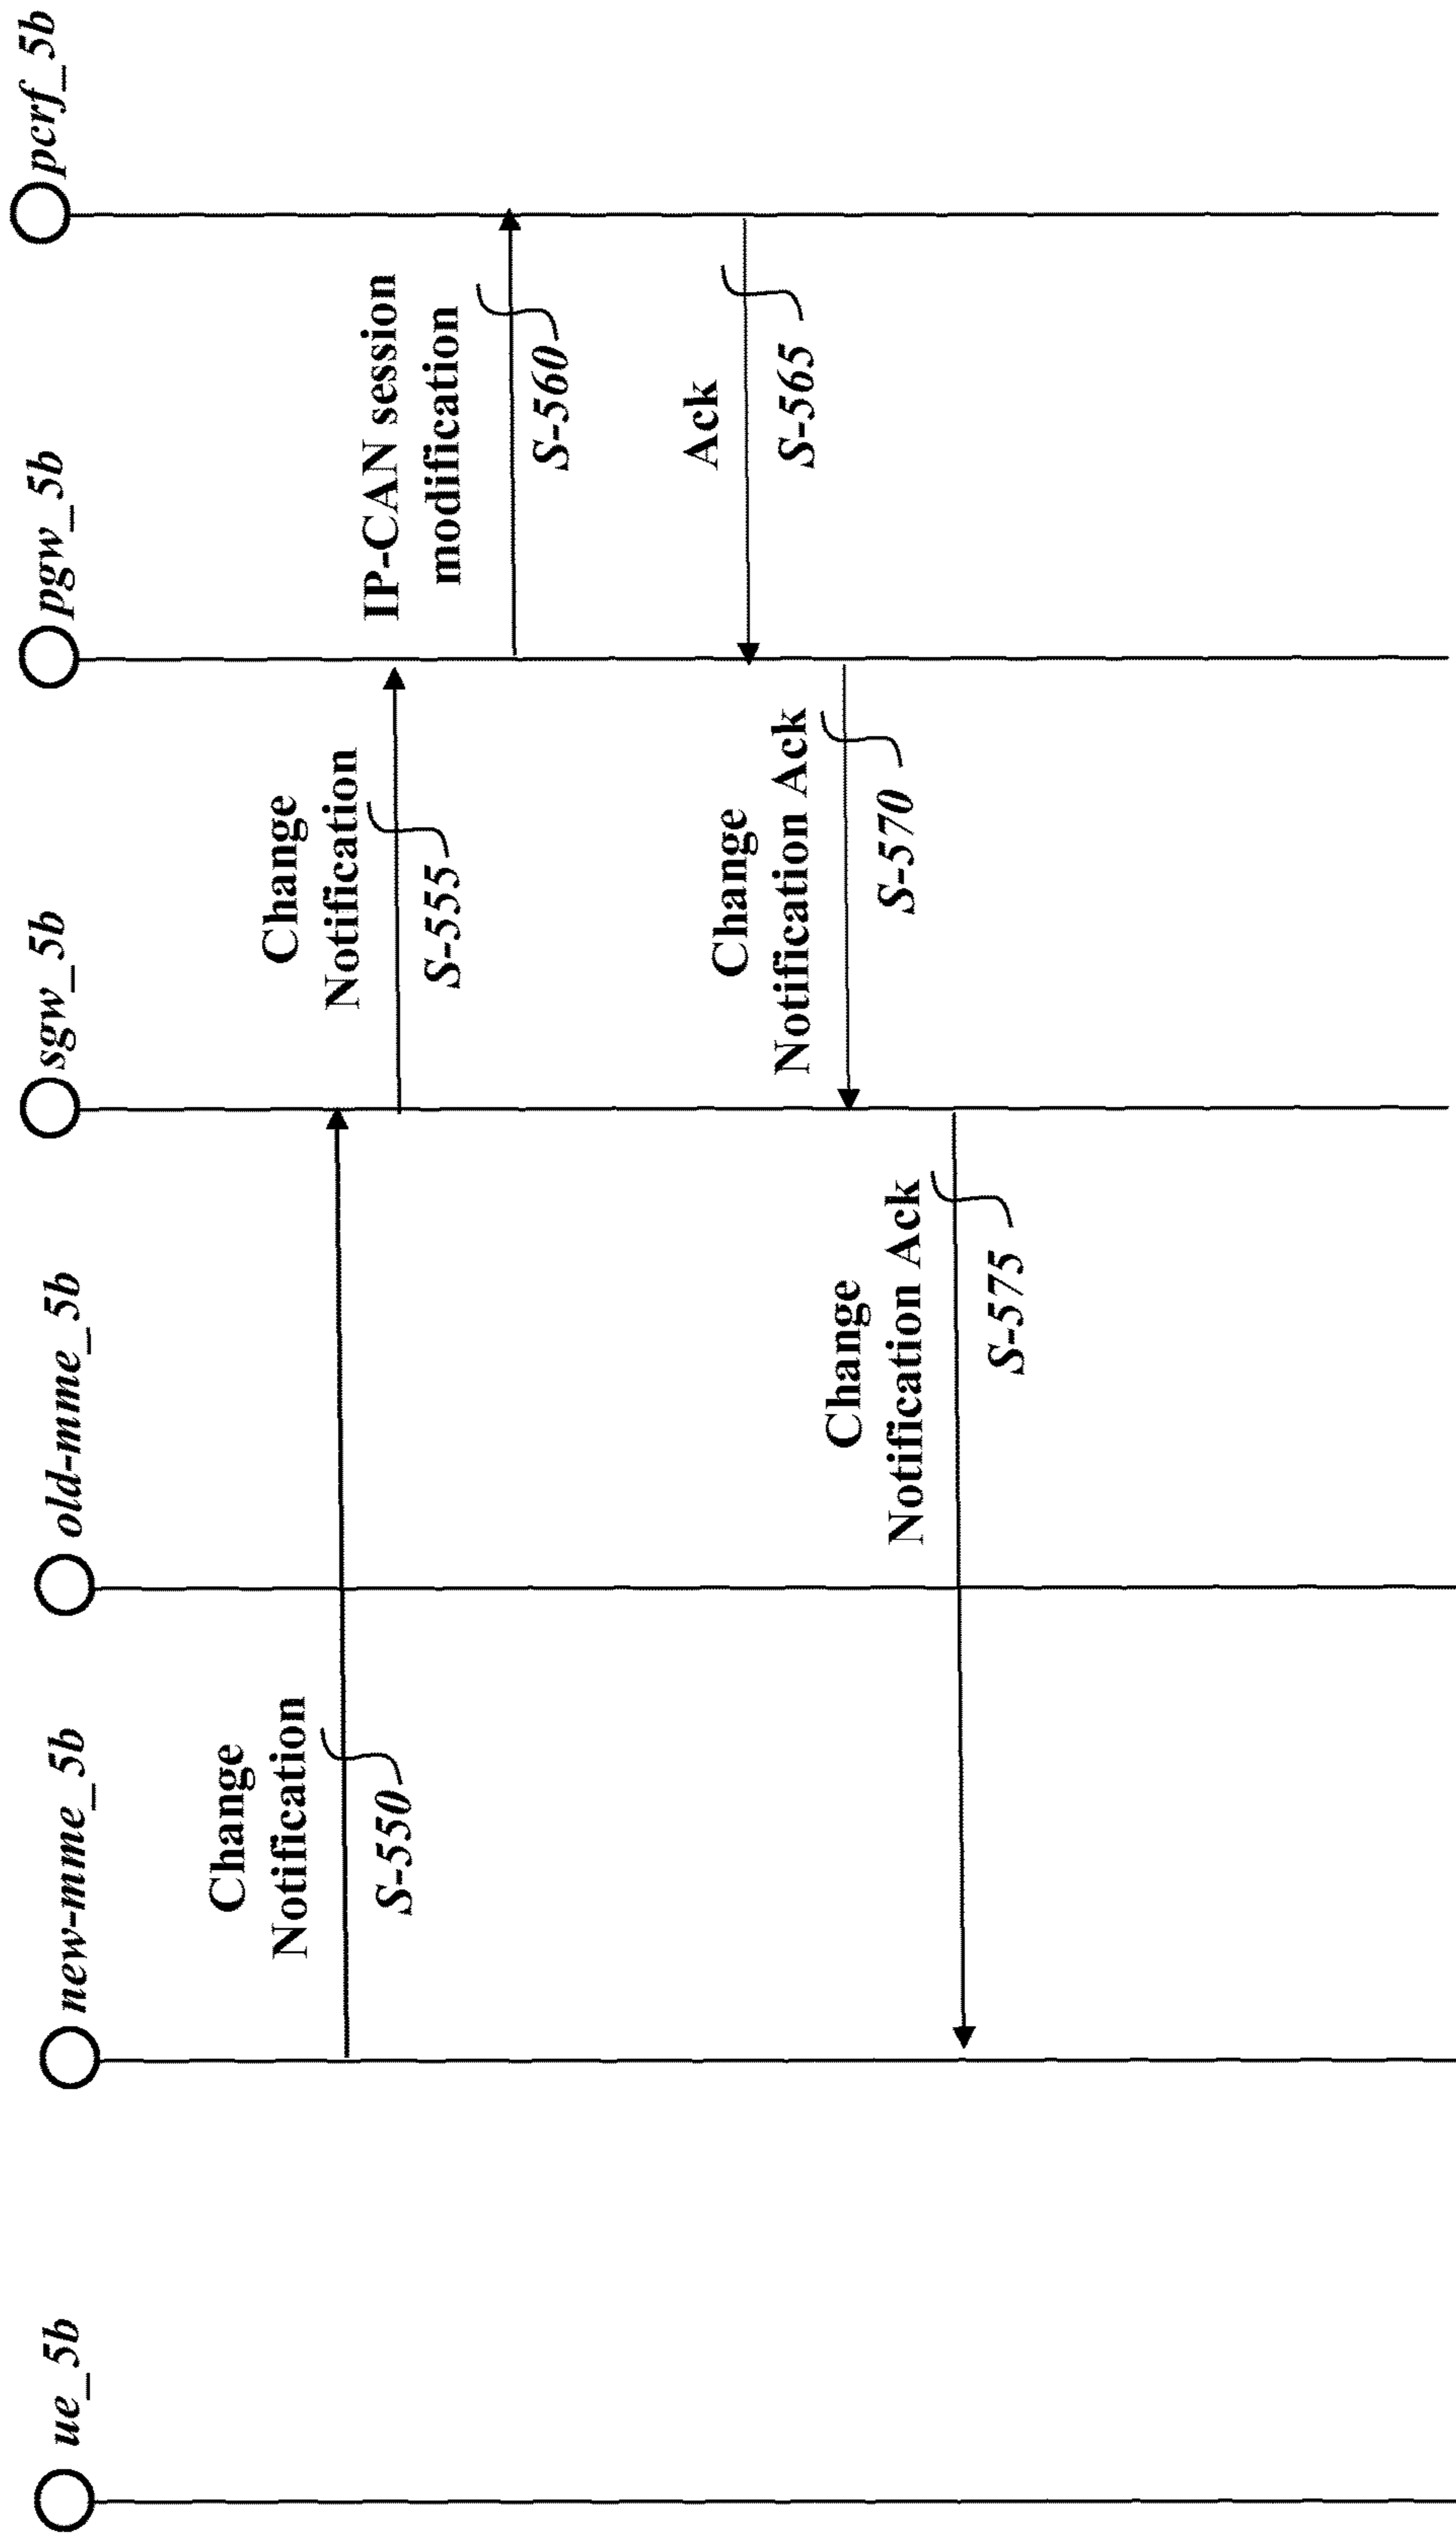 ue_5b
new-mme_5b
old-mme_5b
sgw_5b
pgw_5b
pcrf_5b
Change
Notification
S-550
Change
Notification
S-555
IP-CAN session
modification
S-560
Ack
S-565
Change
Notification Ack
S-570
Change
Notification Ack
S-575